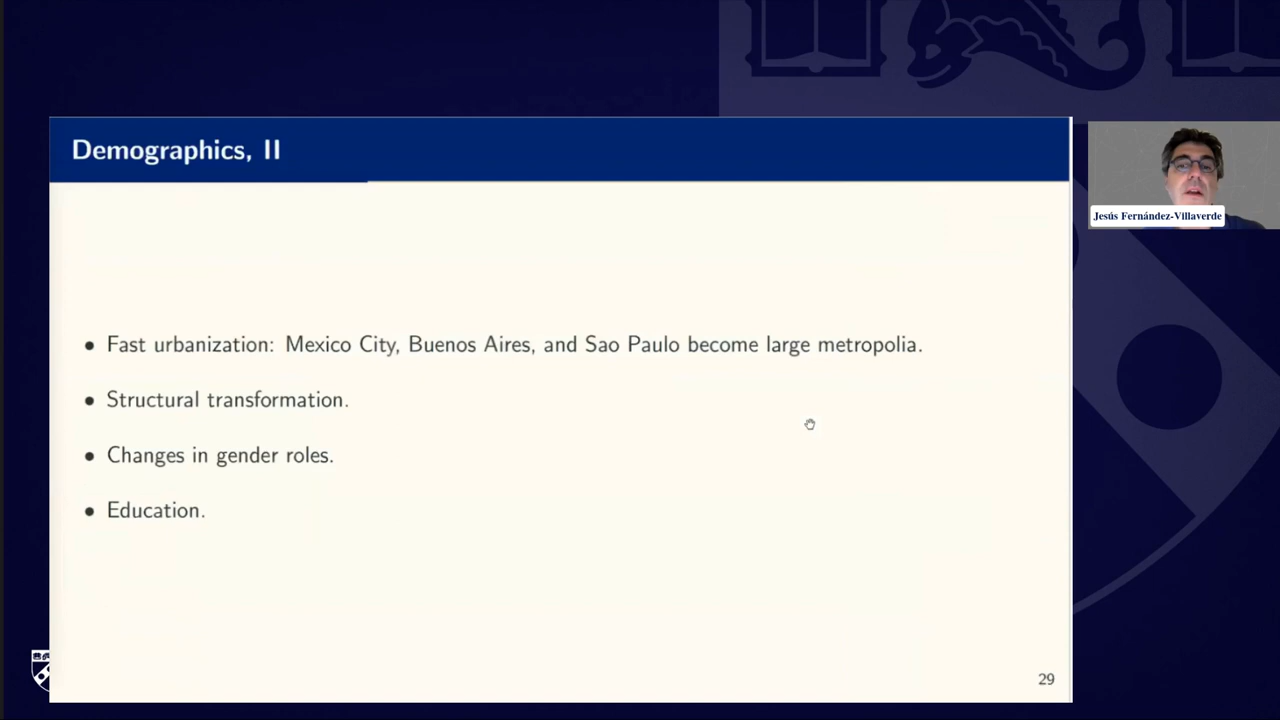 Demographics, II
• Fast urbanization: Mexico City, Buenos Aires, and Sao Paulo become large metropolia.
• Structural transformation.
• Changes in gender roles.
• Education.
29
Jesús Fernández-Villaverde